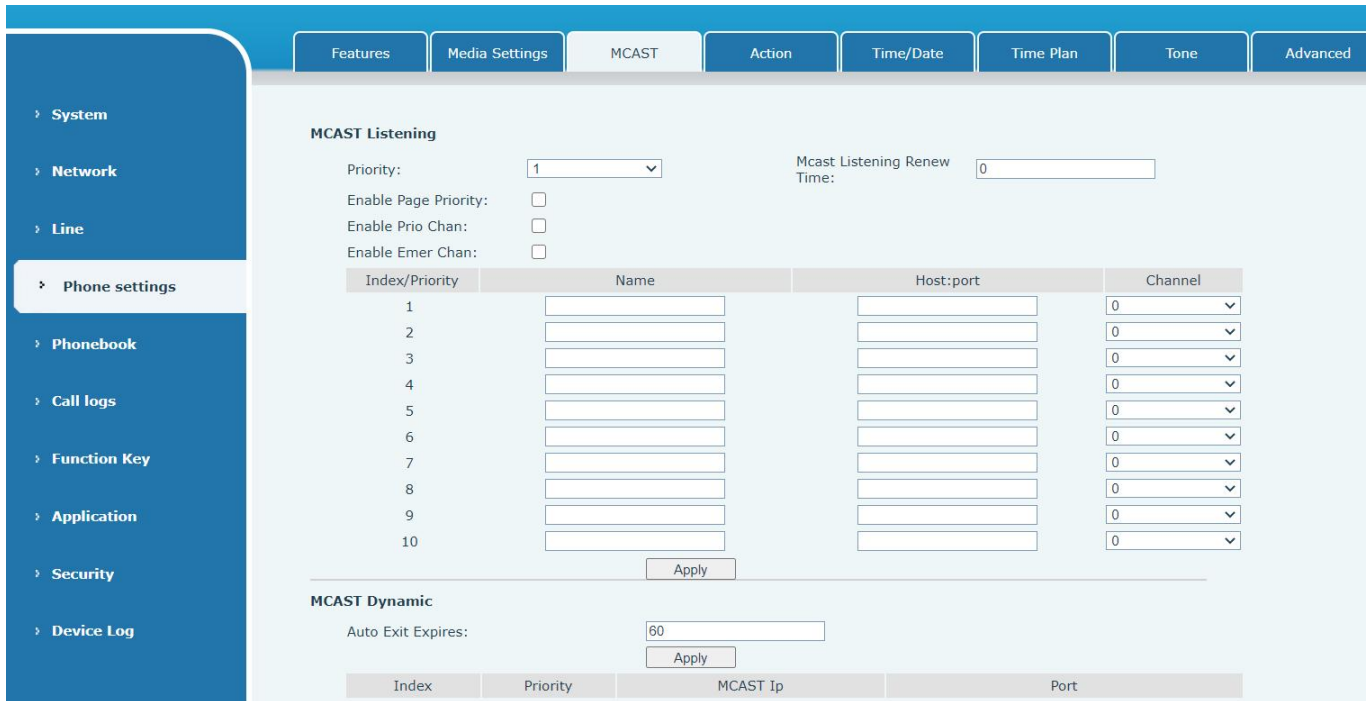 Features Media Settings MCAST Action Time/Date Time Plan Tone Advanced
System
Network
Line
Phone settings
Phonebook
Call logs
Function Key
Application
Security
Device Log
MCAST Listening
Priority: 1 Mcast Listening Renew
Time: 0
Enable Page Priority:
Enable Prio Chan:
Enable Emer Chan:
Index/Priority Name Host:port Channel
1 0
2 0
3 0
4 0
5 0
6 0
7 0
8 0
9 0
10 0
Apply
MCAST Dynamic
Auto Exit Expires: 60
Apply
Index Priority MCAST Ip Port